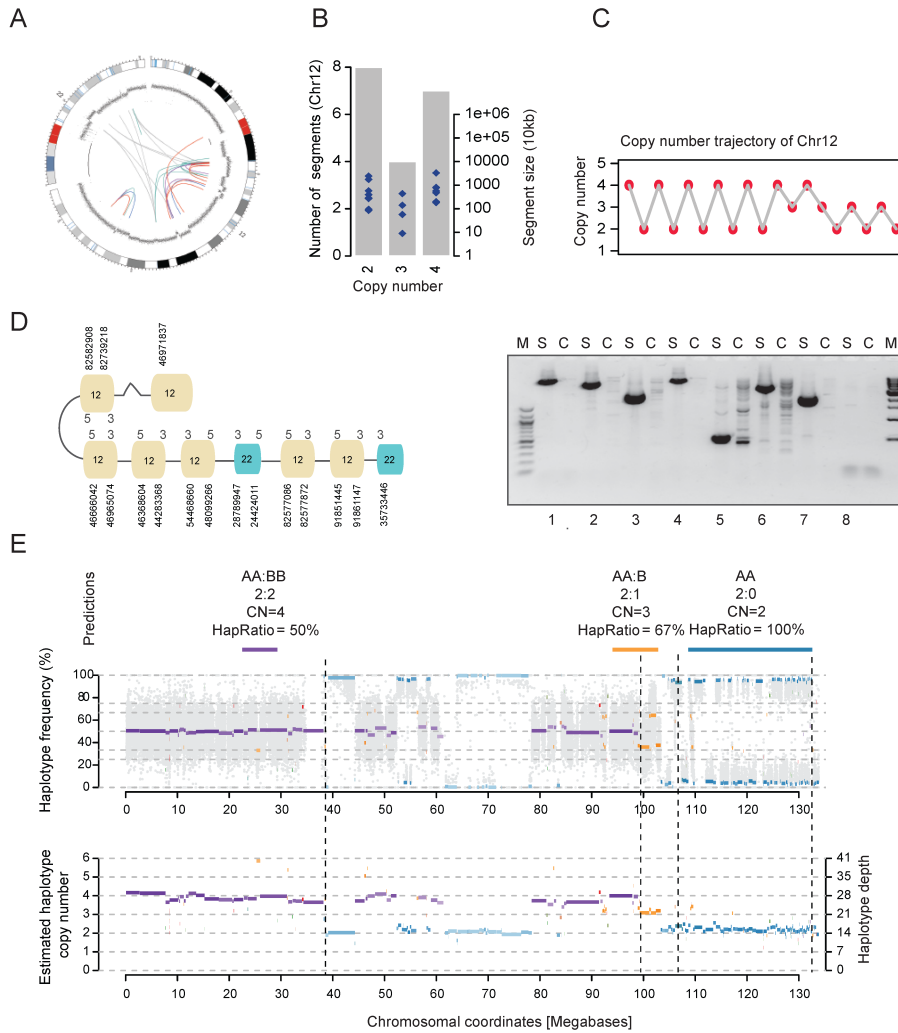 A
22
12
B
Number of segments (Chr12)
8
6
4
2
0
1e+06
1e+05
10000
1000
100
10
1
Segment size (10kb)
2 3 4
Copy number
C
Copy number trajectory of Chr12
Copy number
5
4
3
2
1
D
82582908
82739218
46971837
12 12
5 3
5 3 5 3 3 5 3 5 5 3 5 3 3
12 12 12 22 12 12 22
46666042
46965074
46368604
44283368
54468660
48099266
28789947
24424011
82577086
82577872
91851445
91861147
35733446
M S C S C S C S C S C S C S C S C M
1 2 3 4 5 6 7 8
E
Predictions
AA:BB
2:2
CN=4
HapRatio = 50%
AA:B
2:1
CN=3
HapRatio = 67%
AA
2:0
CN=2
HapRatio = 100%
Haplotype frequency (%)
100
80
60
40
20
0
0 10 20 30 40 50 60 70 80 90 100 110 120 130
Estimated haplotype
copy number
6
5
4
3
2
1
0
41
35
28
21
14
7
0
Haplotype depth
0 10 20 30 40 50 60 70 80 90 100 110 120 130
Chromosomal coordinates [Megabases]